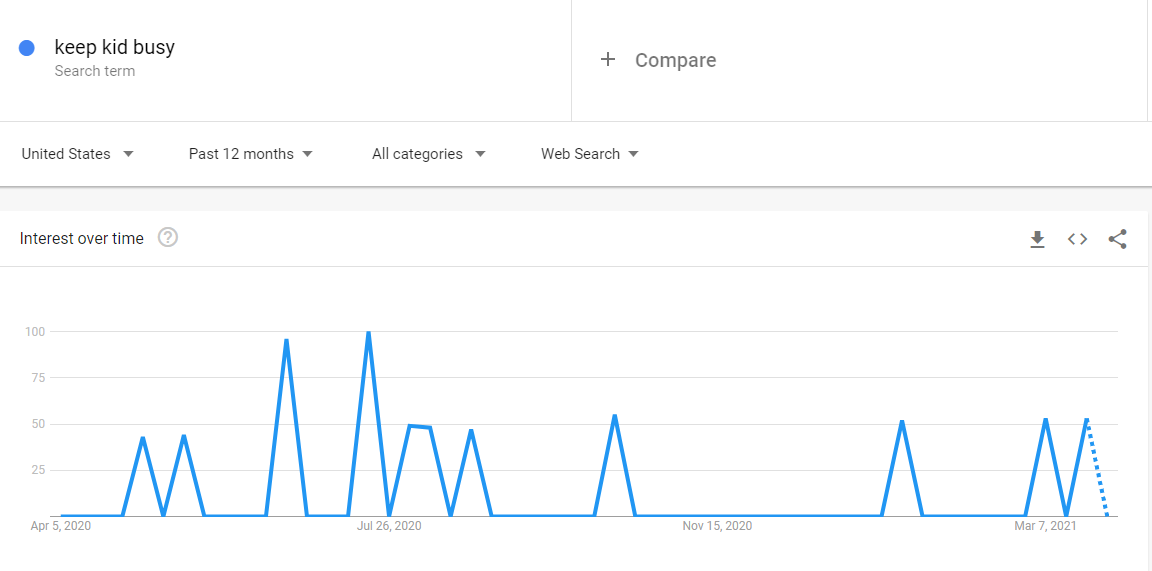 keep kid busy
Search term
+ Compare
United States
Past 12 months
All categories
Web Search
Interest over time ?
100
75
50
25
Apr 5, 2020
Jul 26, 2020
Nov 15, 2020
Mar 7, 2021